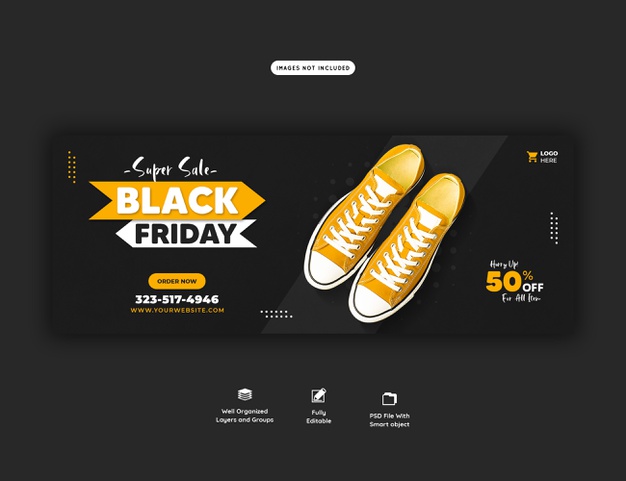 IMAGES NOT INCLUDED
-Super Sale-
BLACK
FRIDAY
ORDER NOW
323-517-4946
WWW.YOURWEBSITE.COM
LOGO
HERE
Hurry Up!
50% OFF
For All Item
Well Organized
Layers and Groups
Fully
Editable
PSD File With
Smart object